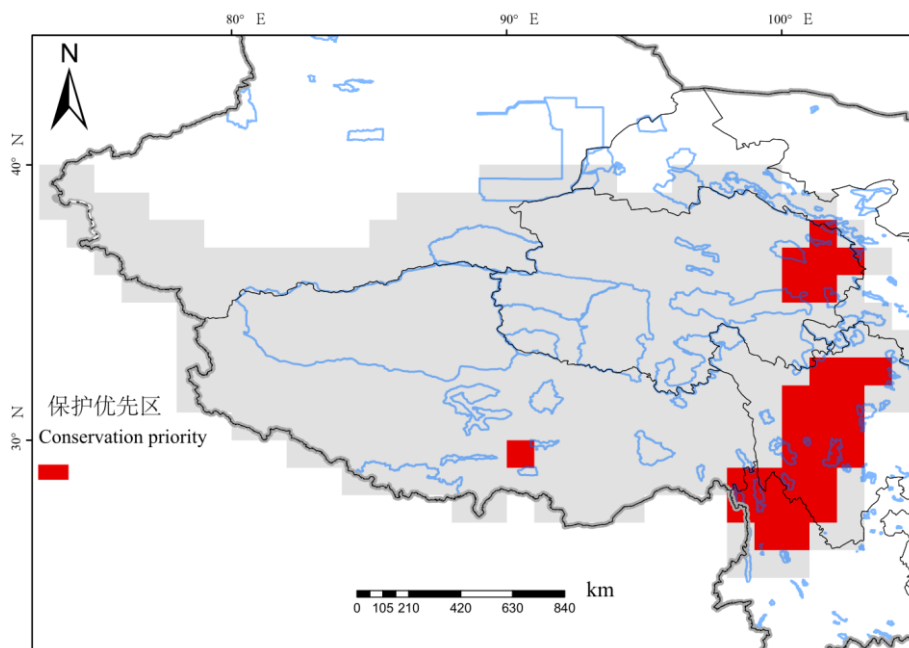 80° E 90° E 100° E
N
40° N
30° N
保护优先区
Conservation priority
km
0 105 210 420 630 840